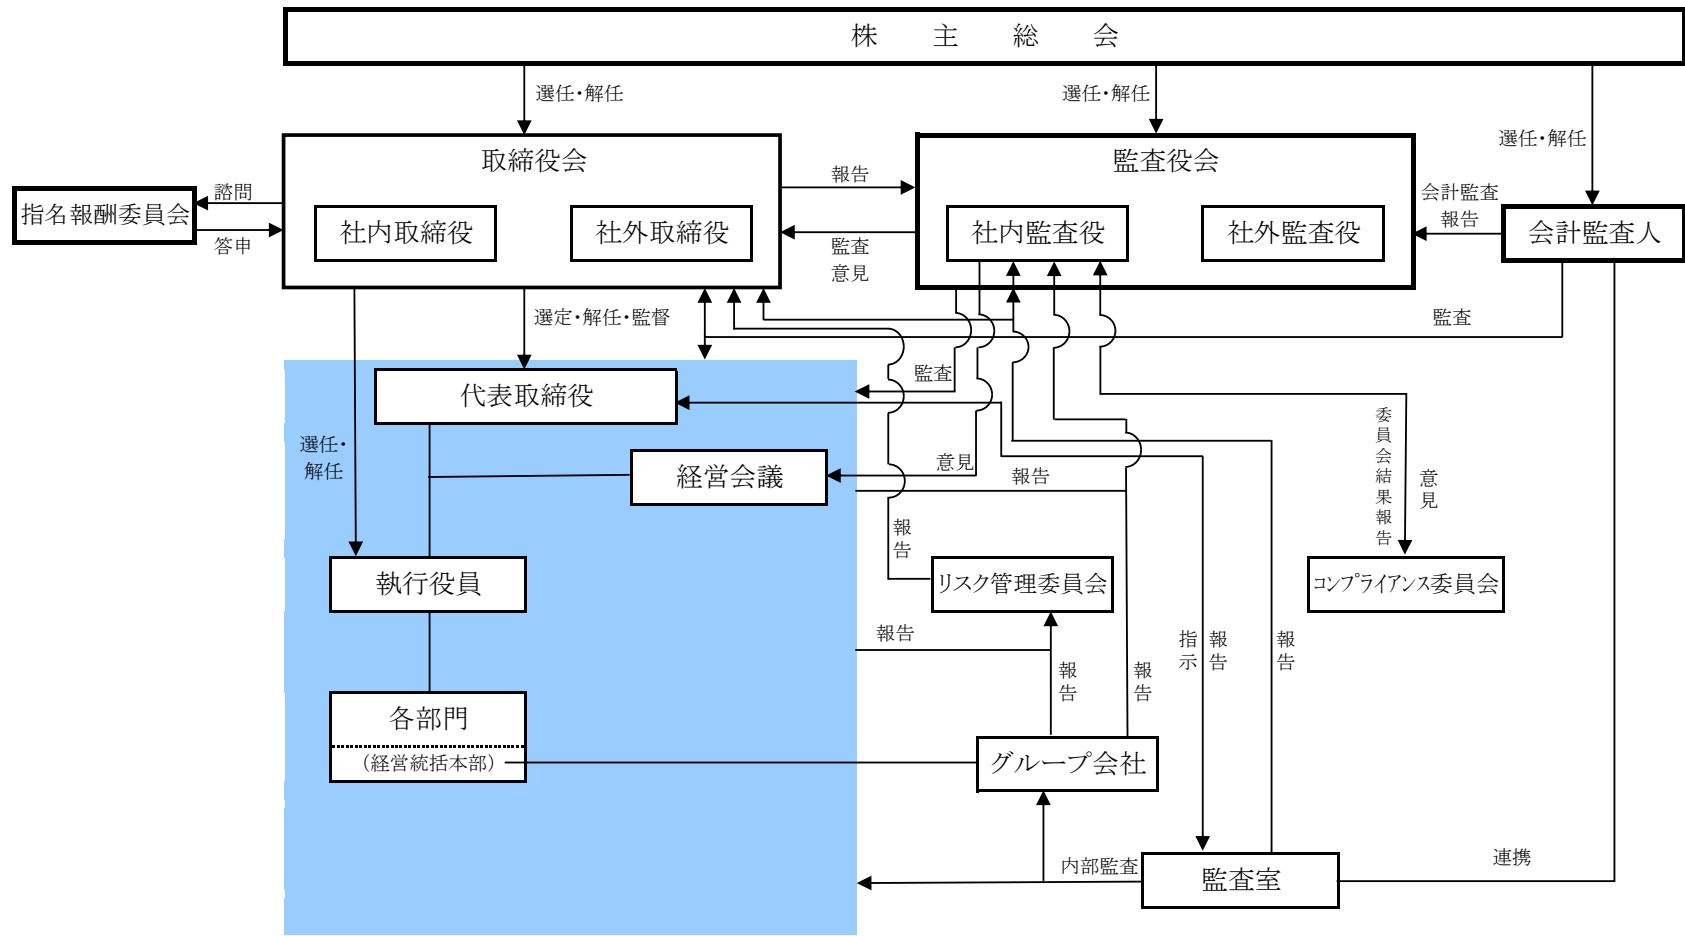 株主総会
選任・解任
選任・解任
選任・解任
取締役会
監査役会
報告
会計監査
報告
諮問
指名報酬委員会
答申
社内取締役
社外取締役
監査
意見
社内監査役
社外監査役
会計監査人
選定・解任・監督
監査
代表取締役
監査
選任・
解任
経営会議
意見
報告
委員会結果報告
意見
報告
執行役員
リスク管理委員会
コンプライアンス委員会
報告
報告
報告
指示
報告
報告
各部門
(経営統括本部)
グループ会社
内部監査
監査室
連携